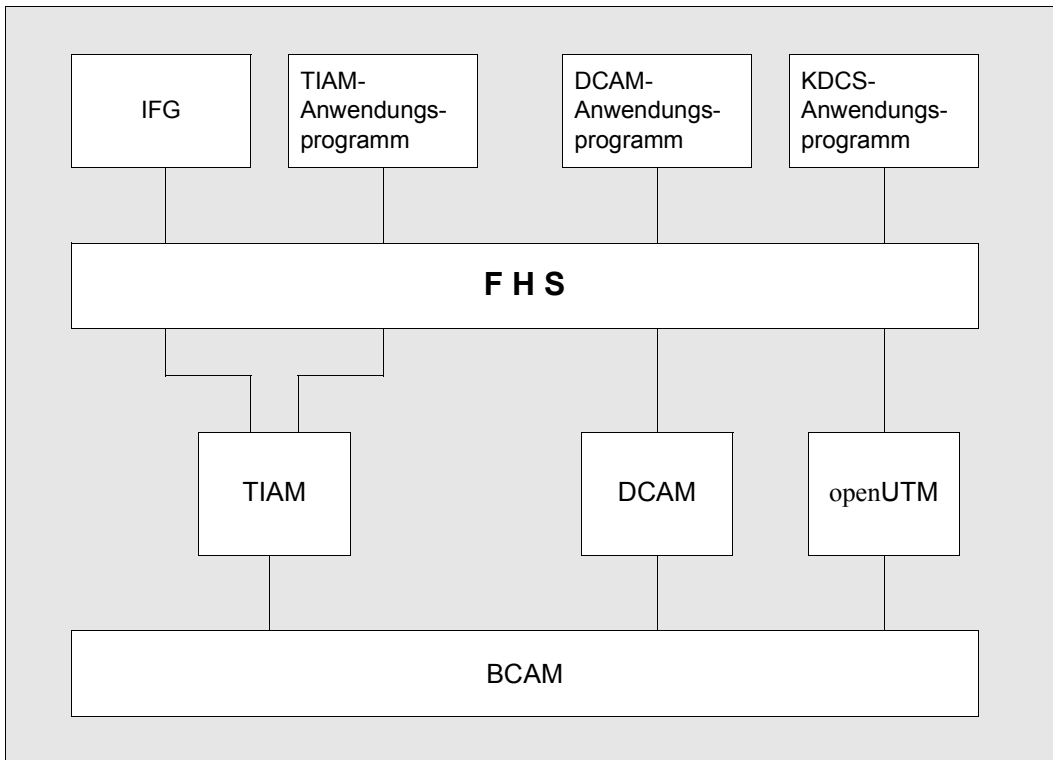 IFG
TIAM-
Anwendungs-
programm
DCAM-
Anwendungs-
programm
KDCS-
Anwendungs-
programm
F H S
TIAM
DCAM
openUTM
BCAM